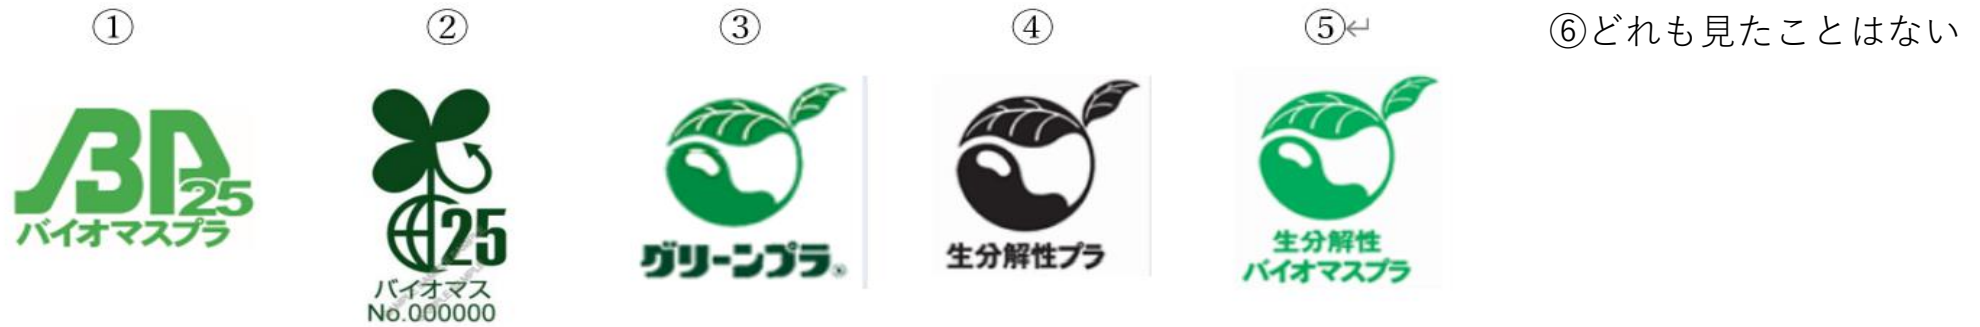 ①
②
③
④
⑤↵
⑥どれも見たことはない
BP25
バイオマスプラ
25
バイオマス
No.000000
グリーンプラ®
生分解性プラ
生分解性
バイオマスプラ